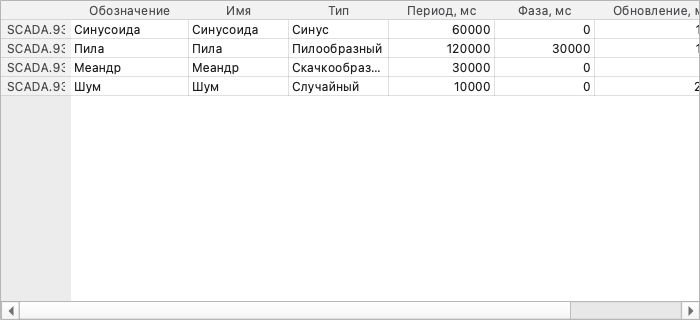 Обозначение Имя Тип Период, мс Фаза, мс Обновление,
SCADA.93 Синусоида Синусоида Синус 60000 0
SCADA.93 Пила Пила Пилообразный 120000 30000
SCADA.93 Меандр Меандр Скачкообраз... 30000 0
SCADA.93 Шум Шум Случайный 10000 0